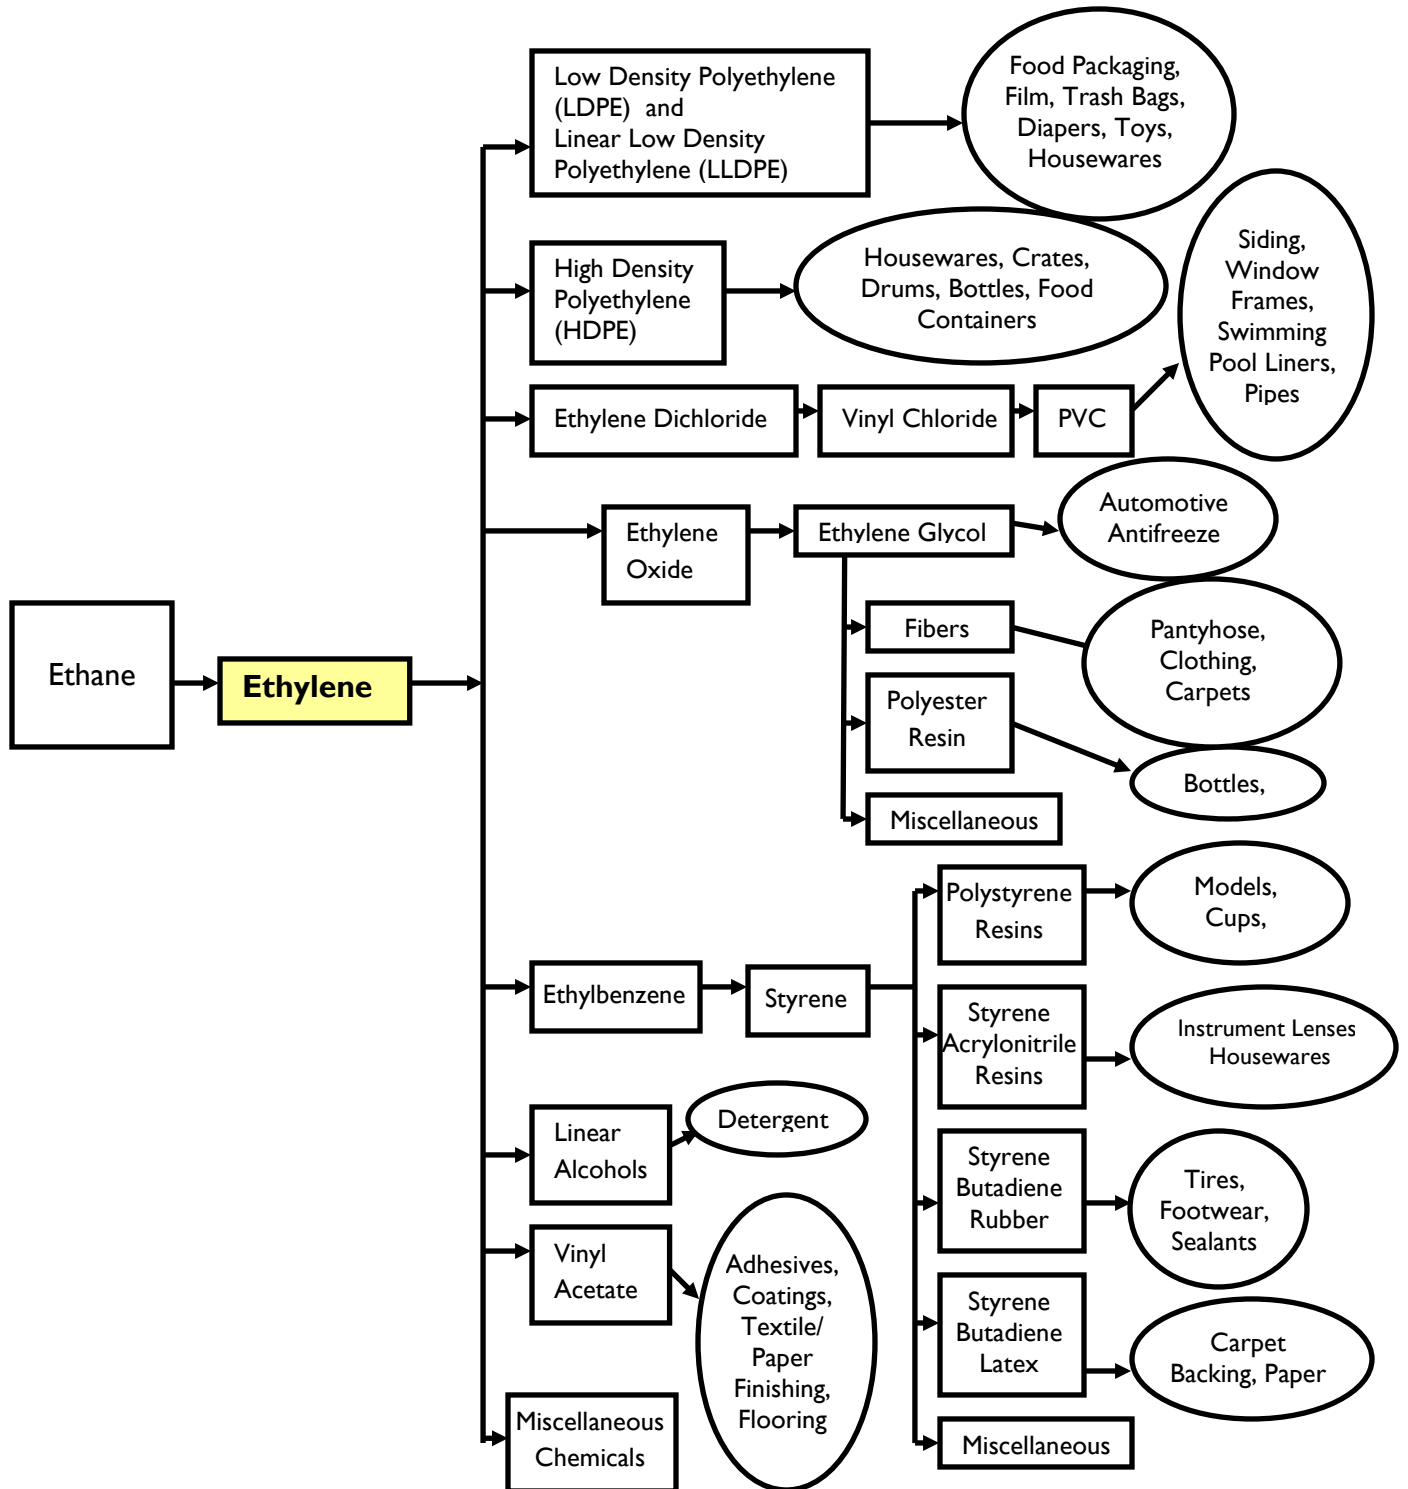 Low Density Polyethylene
(LDPE) and
Linear Low Density
Polyethylene (LLDPE)
Food Packaging,
Film, Trash Bags,
Diapers, Toys,
Housewares
High Density
Polyethylene
(HDPE)
Housewares, Crates,
Drums, Bottles, Food
Containers
Siding,
Window
Frames,
Swimming
Pool Liners,
Pipes
Ethylene Dichloride
Vinyl Chloride
PVC
Ethylene
Oxide
Ethylene Glycol
Automotive
Antifreeze
Ethane
Ethylene
Fibers
Pantyhose,
Clothing,
Carpets
Polyester
Resin
Bottles,
Miscellaneous
Ethylbenzene
Styrene
Polystyrene
Resins
Models,
Cups,
Styrene
Acrylonitrile
Resins
Instrument Lenses
Housewares
Linear
Alcohols
Detergent
Styrene
Butadiene
Rubber
Tires,
Footwear,
Sealants
Vinyl
Acetate
Adhesives,
Coatings,
Textile/
Paper
Finishing,
Flooring
Styrene
Butadiene
Latex
Carpet
Backing, Paper
Miscellaneous
Chemicals
Miscellaneous